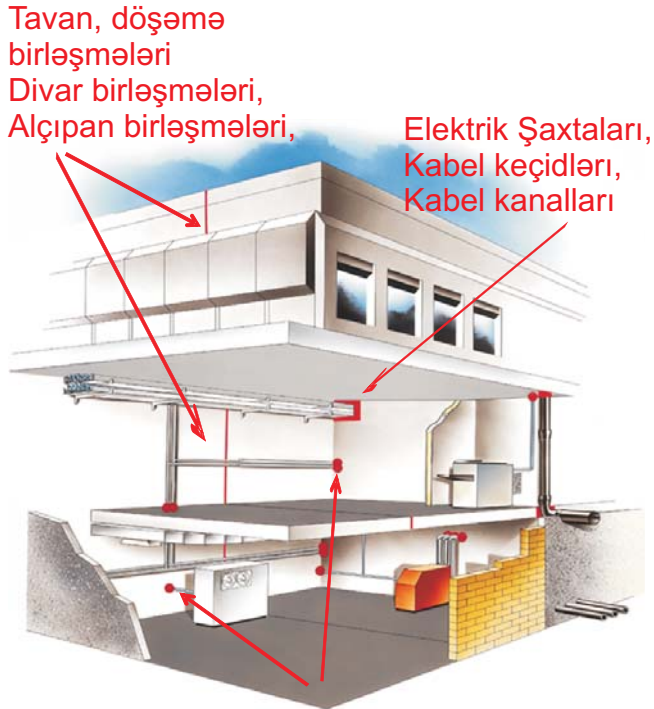 Tavan, döşəmə
birləşmələri
Divar birləşmələri,
Alçıpan birləşmələri,
Elektrik Şaxtaları,
Kabel keçidləri,
Kabel kanalları